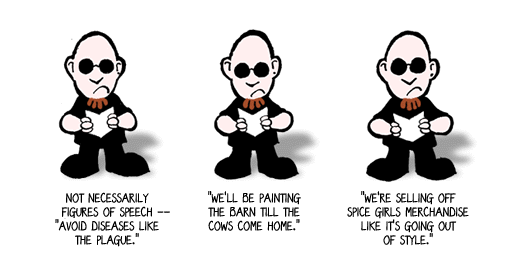 NOT NECESSARILY
FIGURES OF SPEECH --
"AVOID DISEASES LIKE
THE PLAGUE."
"WE'LL BE PAINTING
THE BARN TILL THE
COWS COME HOME."
"WE'RE SELLING OFF
SPICE GIRLS MERCHANDISE
LIKE IT'S GOING OUT
OF STYLE."